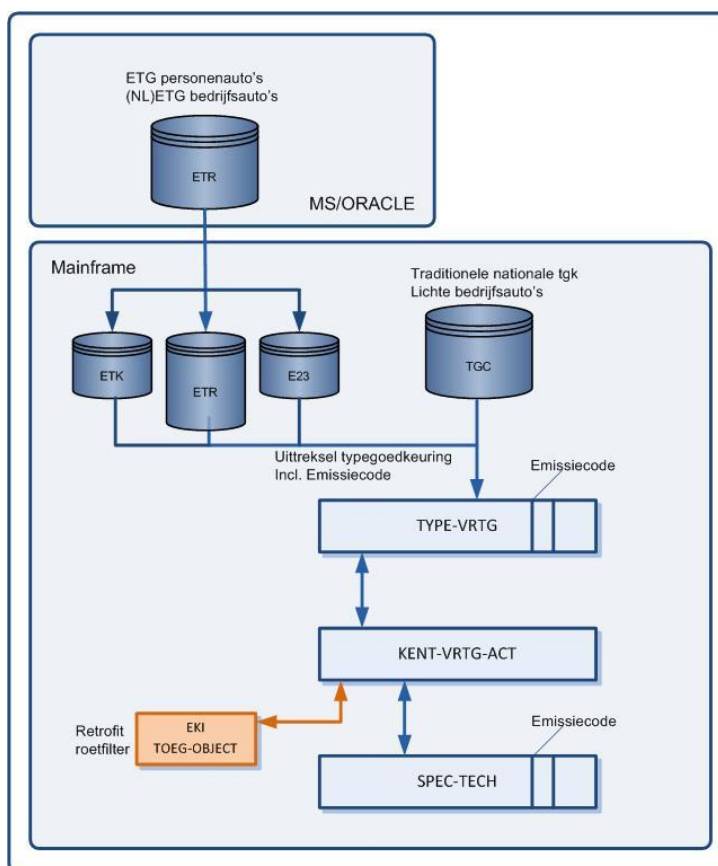 ETG personenauto's
(NL)ETG bedrijfsauto's
ETR
MS/ORACLE
Mainframe
Traditionele nationale tgk
Lichte bedrijfsauto's
ETK
ETR
E23
TGC
Uittreksel typegoedkeuring
Incl. Emissiecode
Emissiecode
TYPE-VRTG
KENT-VRTG-ACT
Retrofit
roetfilter
EKI
TOEG-OBJECT
Emissiecode
SPEC-TECH